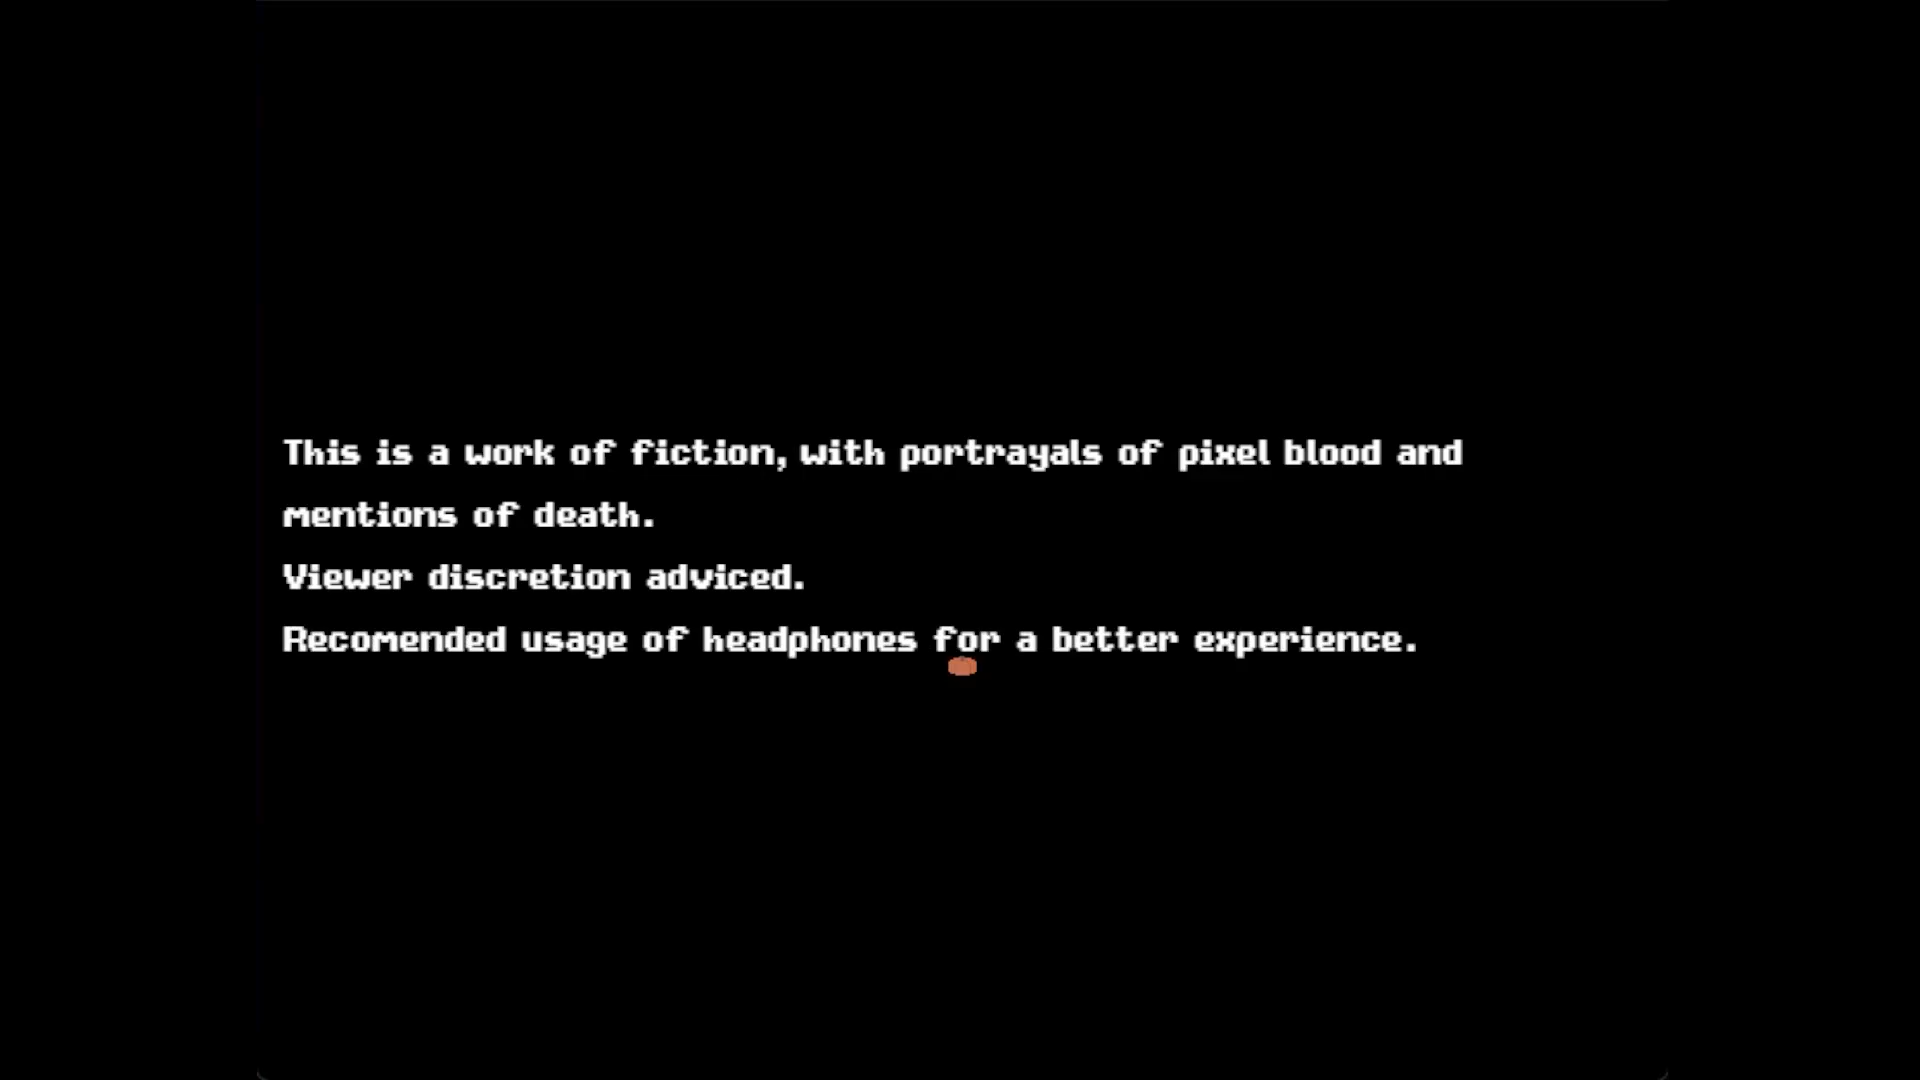 This is a work of fiction, with portrayals of pixel blood and
mentions of death.
Viewer discretion adviced.
Recomended usage of headphones for a better experience.